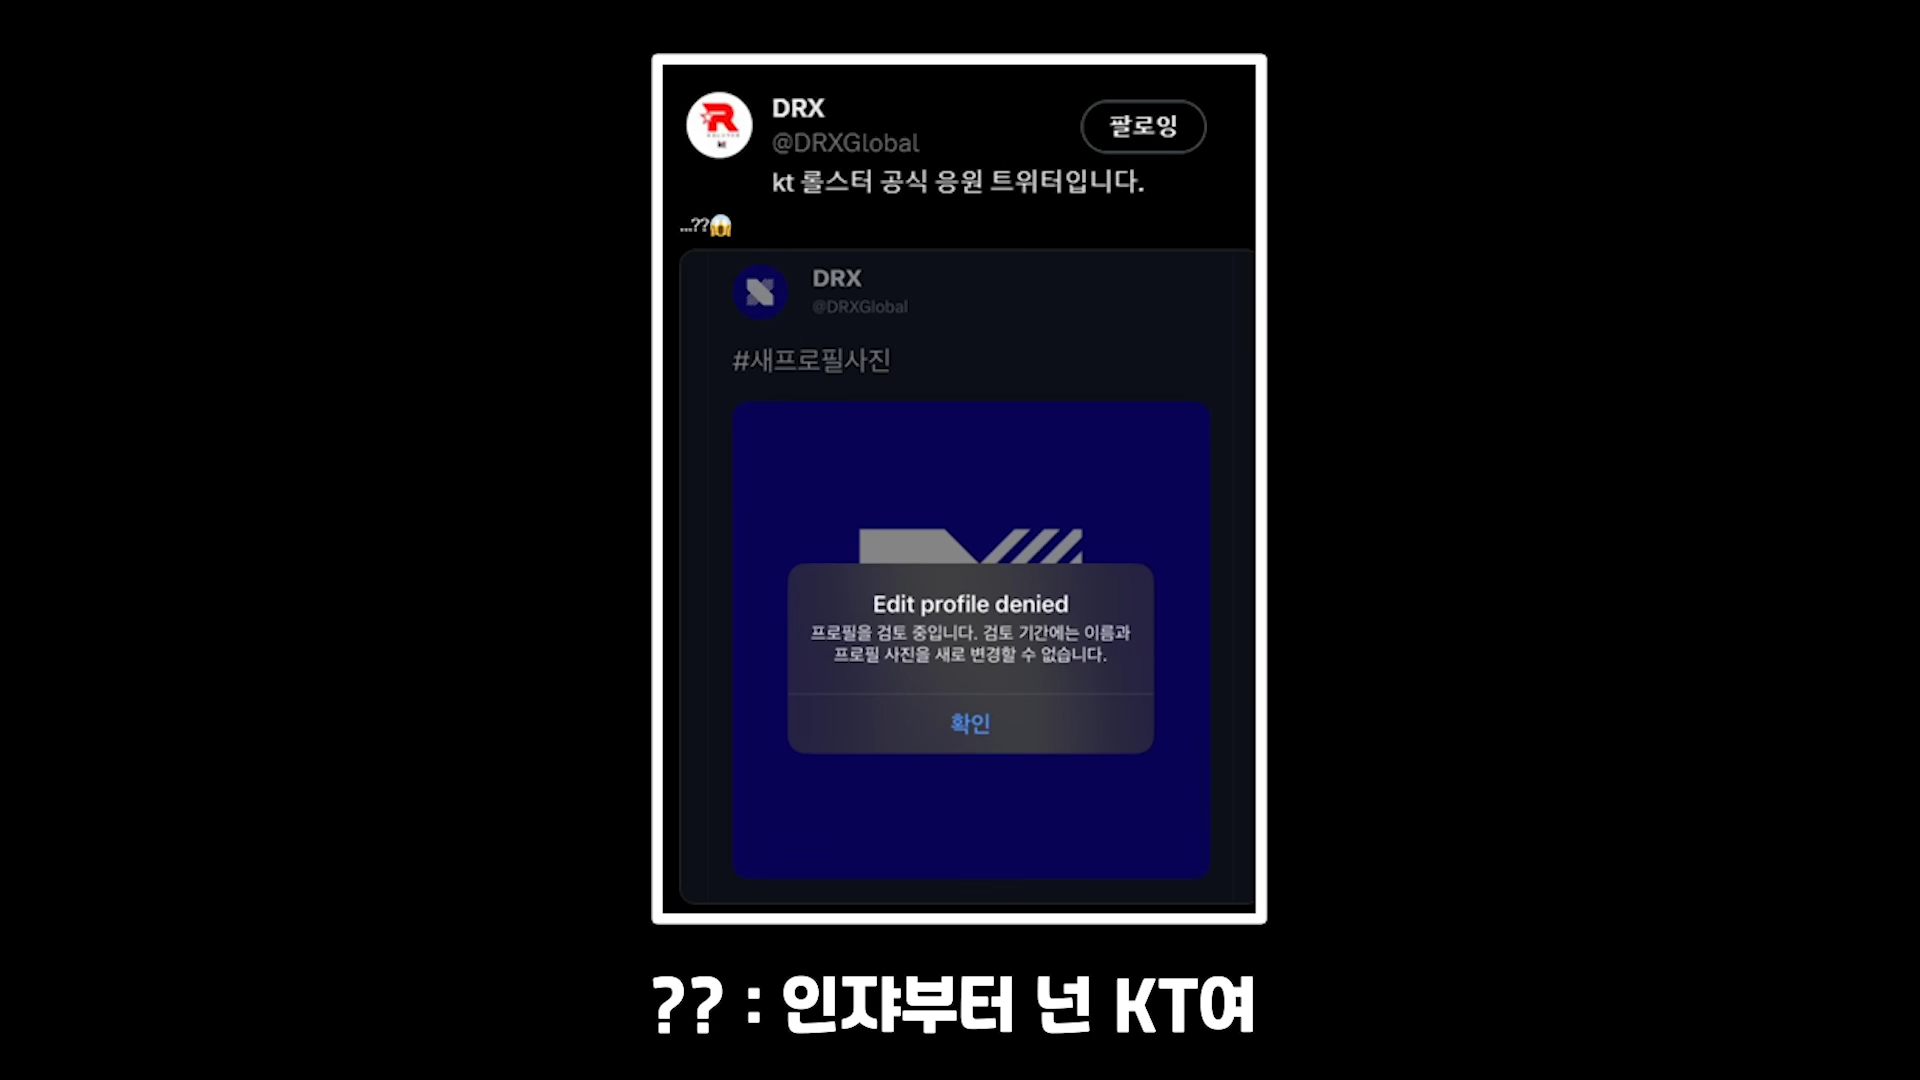 DRX
@DRXGlobal
팔로잉
kt 롤스터 공식 응원 트위터입니다.
...??😱
DRX
@DRXGlobal
#새프로필사진
Edit profile denied
프로필을 검토 중입니다. 검토 기간에는 이름과
프로필 사진을 새로 변경할 수 없습니다.
확인
?? : 인쟈부터 넌 KT여